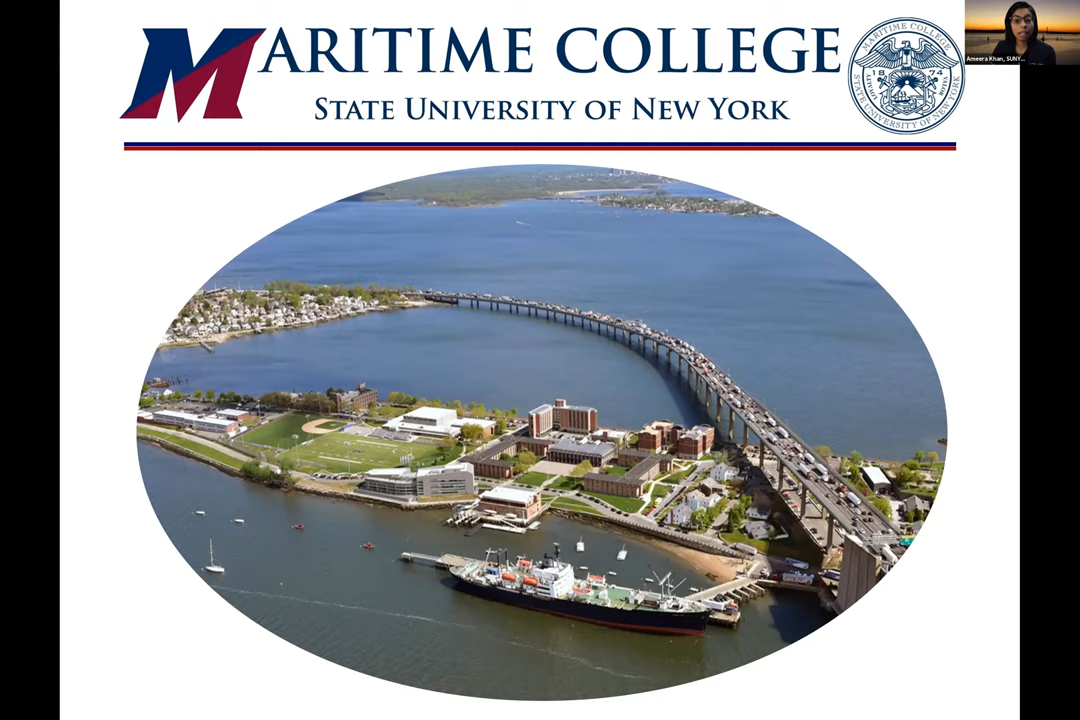 MARITIME COLLEGE
STATE UNIVERSITY OF NEW YORK
MARITIME COLLEGE
18 74
STATE UNIVERSITY OF NEW YORK
Ameera Khan, SUNY...